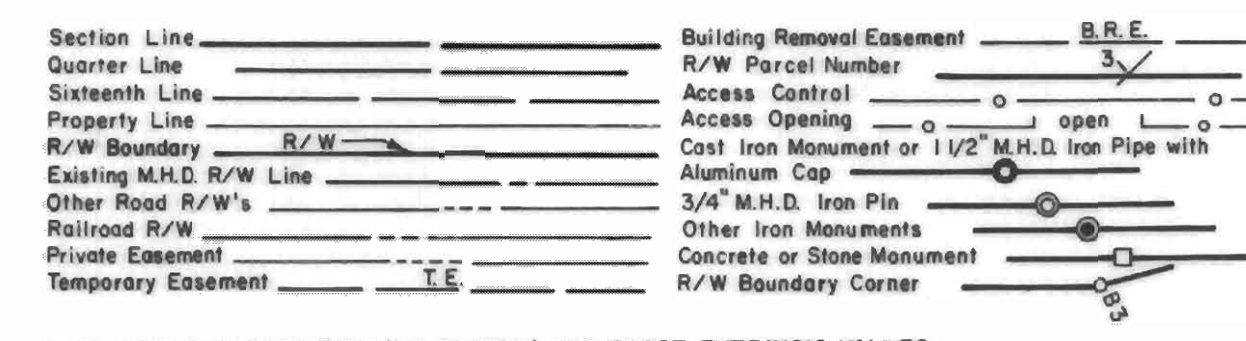 Section Line
Quarter Line
Sixteenth Line
Property Line
R/W Boundary R/W
Existing M.H.D. R/W Line
Other Road R/W's
Railroad R/W
Private Easement
Temporary Easement T.E.
Building Removal Easement B.R.E.
R/W Parcel Number 3
Access Control
Access Opening open
Cast Iron Monument or 1 1/2" M.H.D. Iron Pipe with
Aluminum Cap
3/4" M.H.D. Iron Pin
Other Iron Monuments
Concrete or Stone Monument
R/W Boundary Corner B3